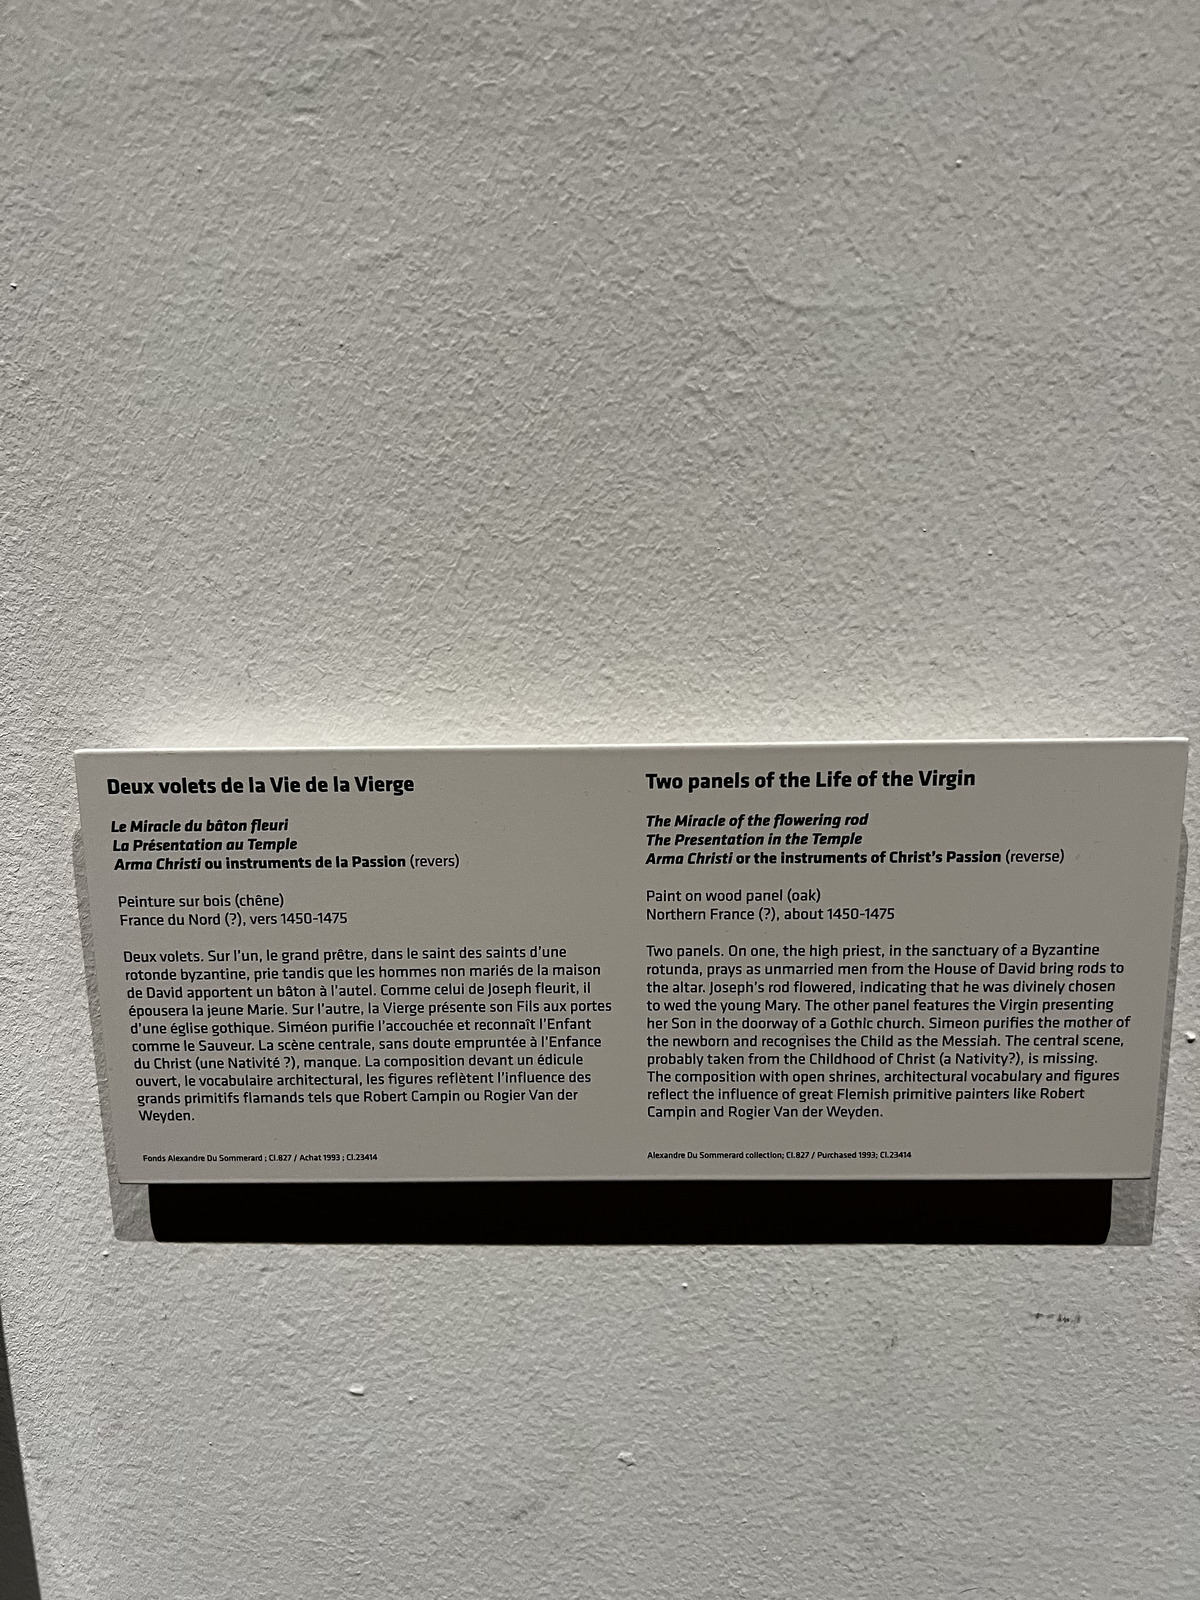 Deux volets de la Vie de la Vierge
Le Miracle du bâton fleuri
La Présentation au Temple
Arma Christi ou instruments de la Passion (revers)
Peinture sur bois (chêne)
France du Nord (?), vers 1450-1475
Deux volets. Sur l'un, le grand prêtre, dans le saint des saints d'une
rotonde byzantine, prie tandis que les hommes non mariés de la maison
de David apportent un bâton à l'autel. Comme celui de Joseph fleurit, il
épousera la jeune Marie. Sur l'autre, la Vierge présente son Fils aux portes
d'une église gothique. Siméon purifie l'accouchée et reconnaît l'Enfant
comme le Sauveur. La scène centrale, sans doute empruntée à l'Enfance
du Christ (une Nativité ?), manque. La composition devant un édicule
ouvert, le vocabulaire architectural, les figures reflètent l'influence des
grands primitifs flamands tels que Robert Campin ou Rogier Van der
Weyden.
Fonds Alexandre Du Sommerard ; Cl.827 / Achat 1993 ; Cl.23414
Two panels of the Life of the Virgin
The Miracle of the flowering rod
The Presentation in the Temple
Arma Christi or the instruments of Christ's Passion (reverse)
Paint on wood panel (oak)
Northern France (?), about 1450-1475
Two panels. On one, the high priest, in the sanctuary of a Byzantine
rotunda, prays as unmarried men from the House of David bring rods to
the altar. Joseph's rod flowered, indicating that he was divinely chosen
to wed the young Mary. The other panel features the Virgin presenting
her Son in the doorway of a Gothic church. Simeon purifies the mother of
the newborn and recognises the Child as the Messiah. The central scene,
probably taken from the Childhood of Christ (a Nativity?), is missing.
The composition with open shrines, architectural vocabulary and figures
reflect the influence of great Flemish primitive painters like Robert
Campin and Rogier Van der Weyden.
Alexandre Du Sommerard collection; Cl.827 / Purchased 1993; Cl.23414